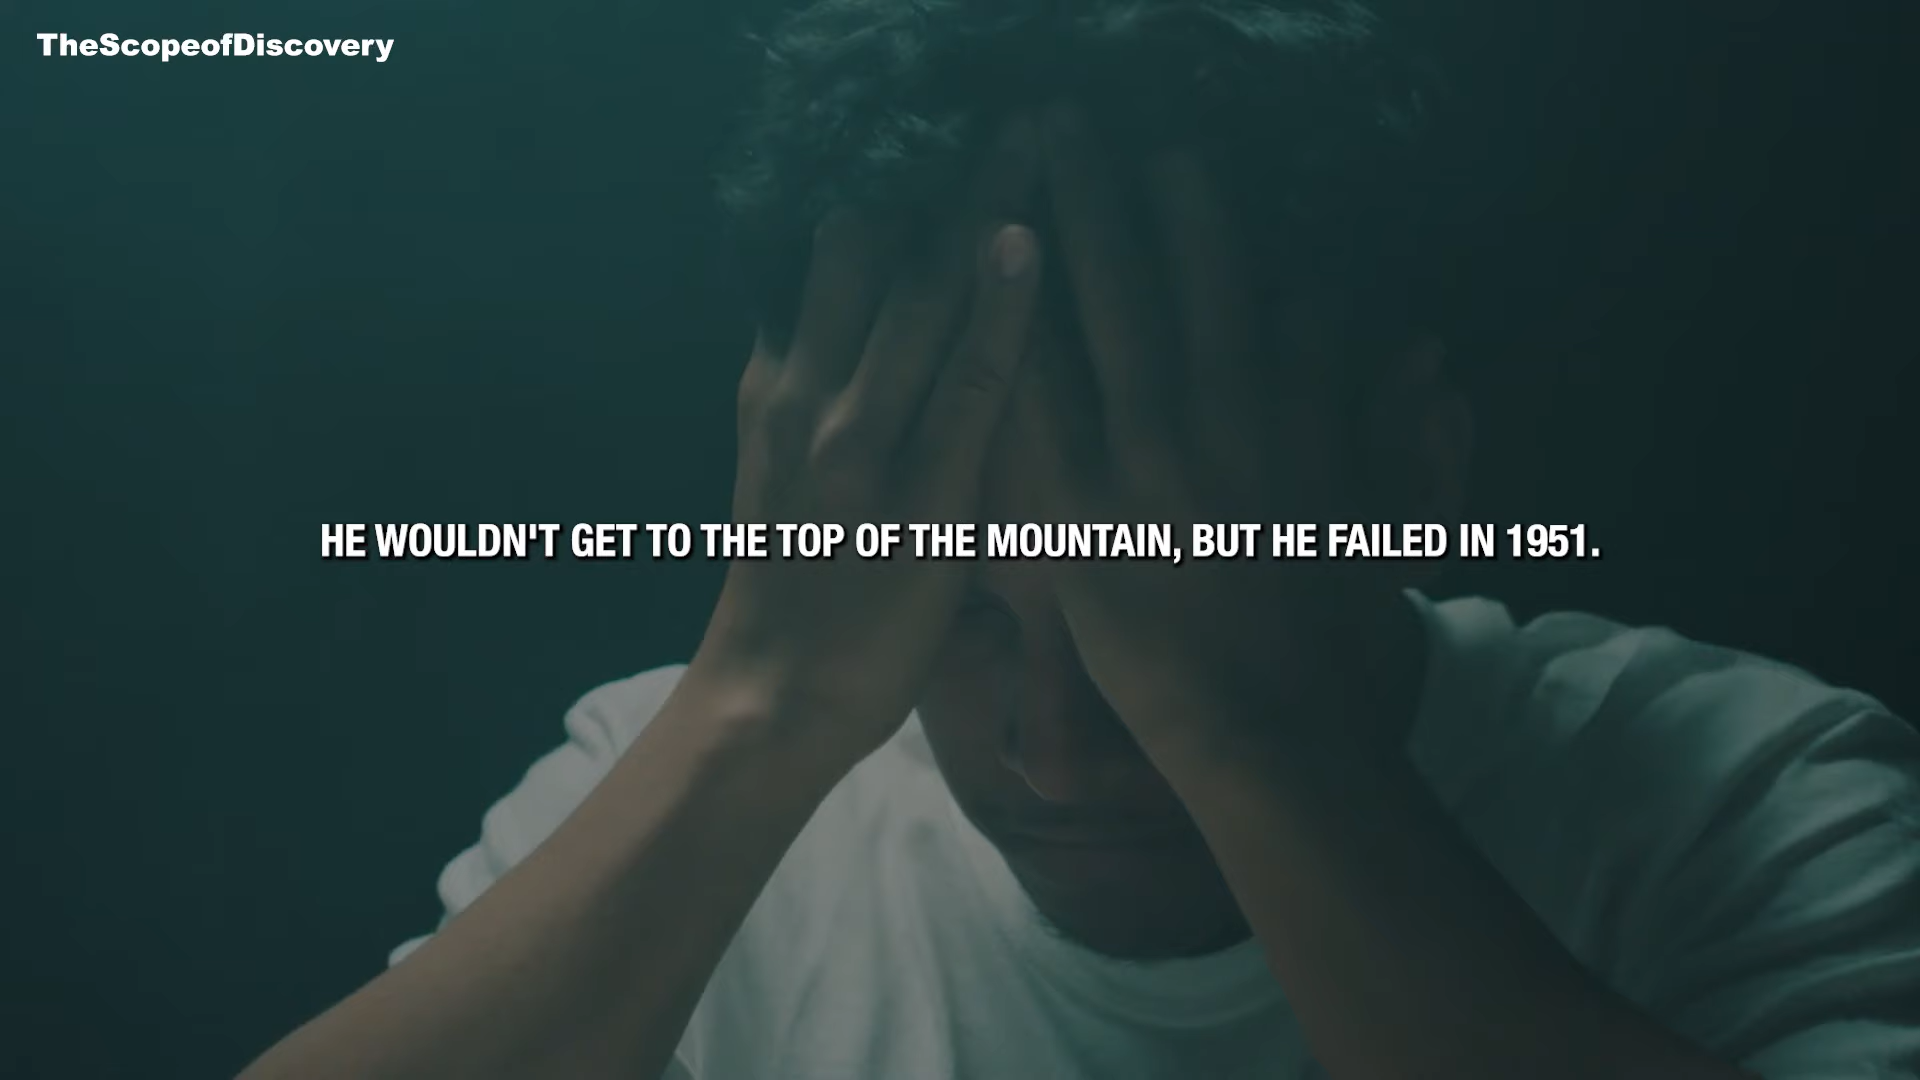 TheScopeofDiscovery
HE WOULDN'T GET TO THE TOP OF THE MOUNTAIN, BUT HE FAILED IN 1951.